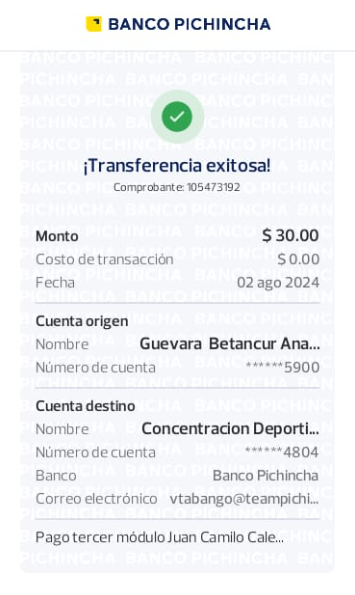 BANCO PICHINCHA
¡Transferencia exitosa!
Comprobante: 105473192
Monto $ 30.00
Costo de transacción $ 0.00
Fecha 02 ago 2024
Cuenta origen
Nombre Guevara Betancur Ana...
Número de cuenta ******5900
Cuenta destino
Nombre Concentracion Deporti...
Número de cuenta ******4804
Banco Banco Pichincha
Correo electrónico vtabango@teampichi...
Pago tercer módulo Juan Camilo Cale...